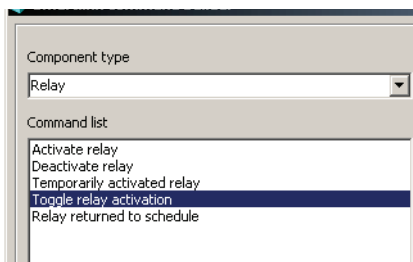 Component type
Relay
Command list
Activate relay
Deactivate relay
Temporarily activated relay
Toggle relay activation
Relay returned to schedule